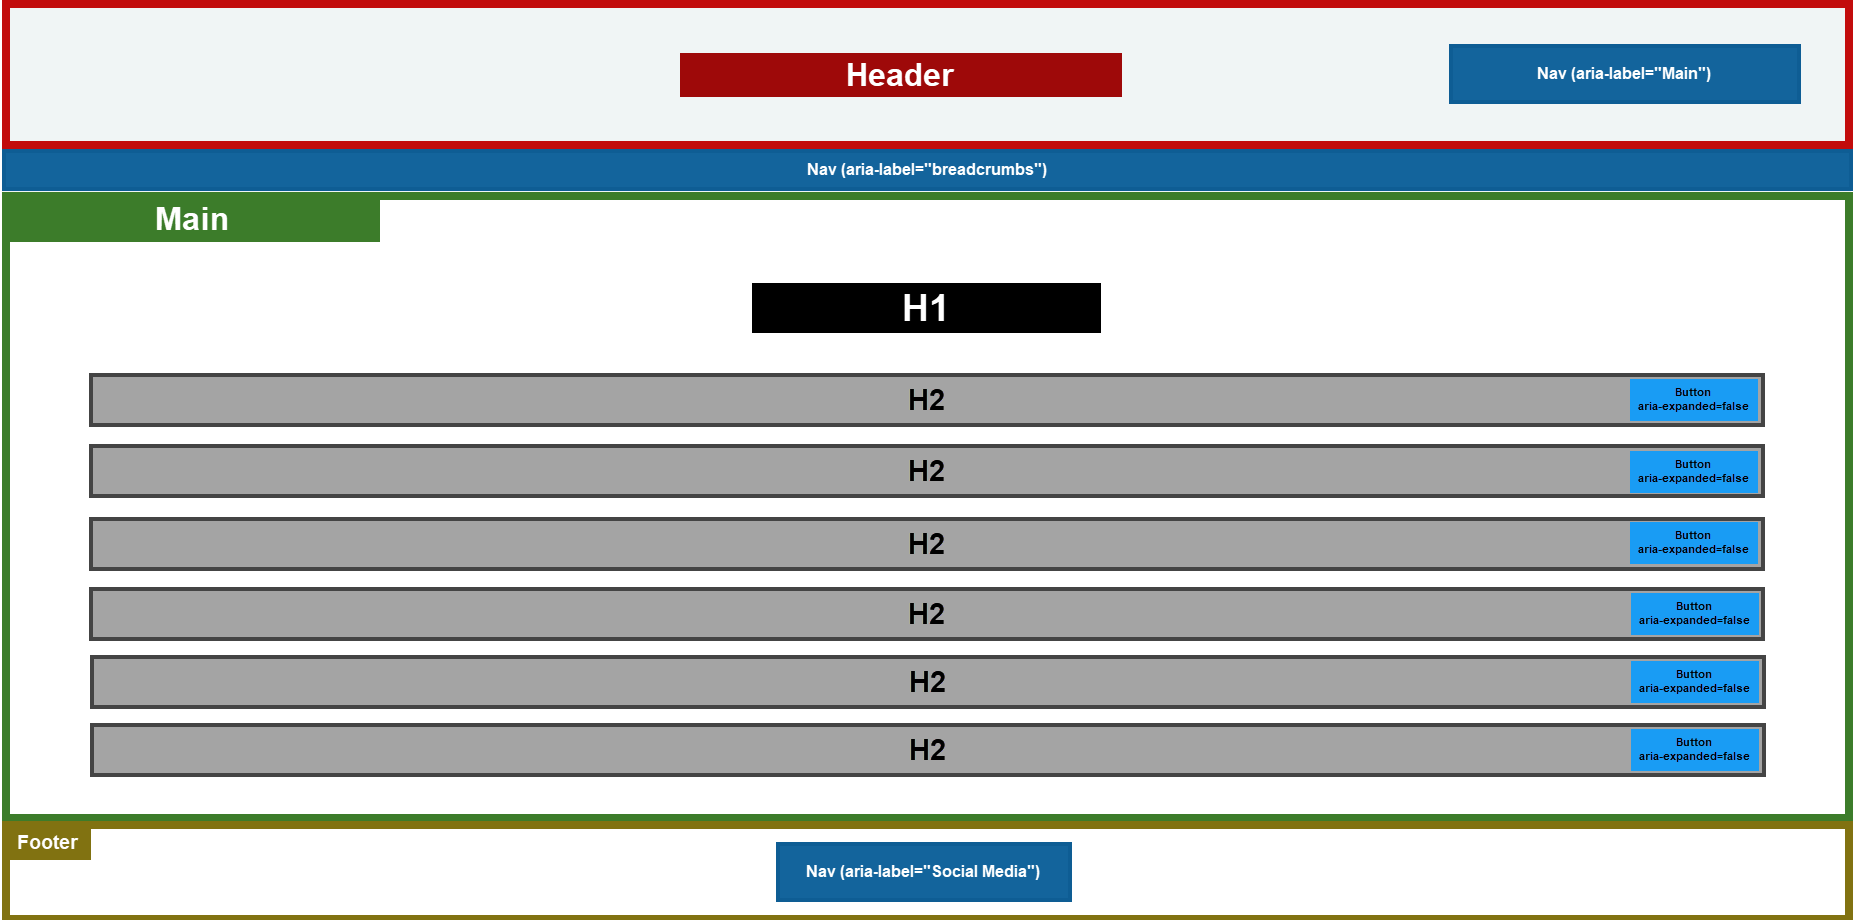 Header
Nav (aria-label="Main")
Nav (aria-label="breadcrumbs")
Main
H1
H2
Button
aria-expanded=false
H2
Button
aria-expanded=false
H2
Button
aria-expanded=false
H2
Button
aria-expanded=false
H2
Button
aria-expanded=false
H2
Button
aria-expanded=false
Footer
Nav (aria-label="Social Media")